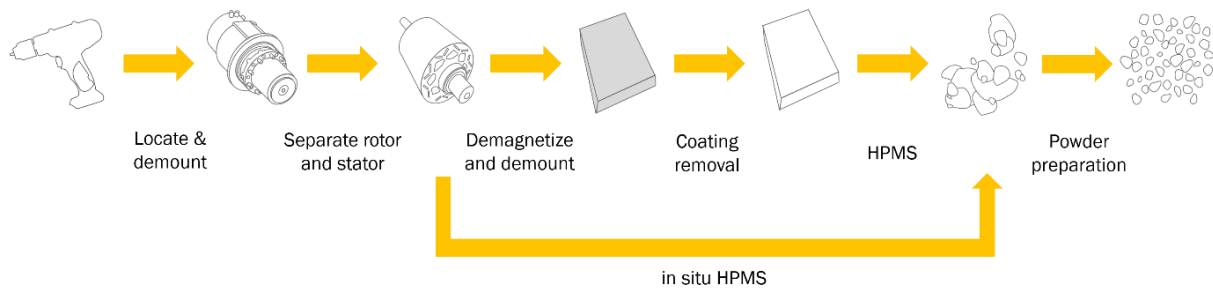 Locate &
demount
Separate rotor
and stator
Demagnetize
and demount
Coating
removal
HPMS
Powder
preparation
in situ HPMS